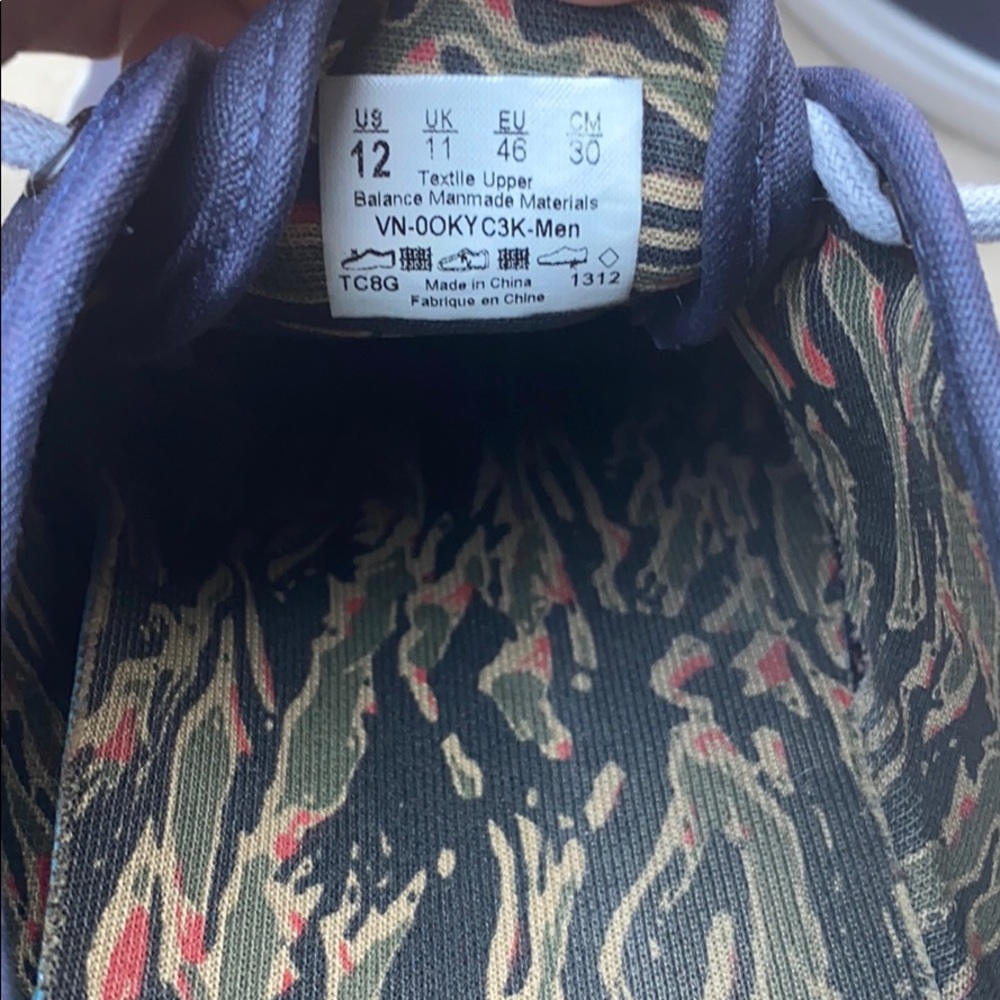 US UK EU CM
12 11 46 30
Textile Upper
Balance Manmade Materials
VN-0OKYC3K-Men
TC8G Made in China 1312
Fabrique en Chine